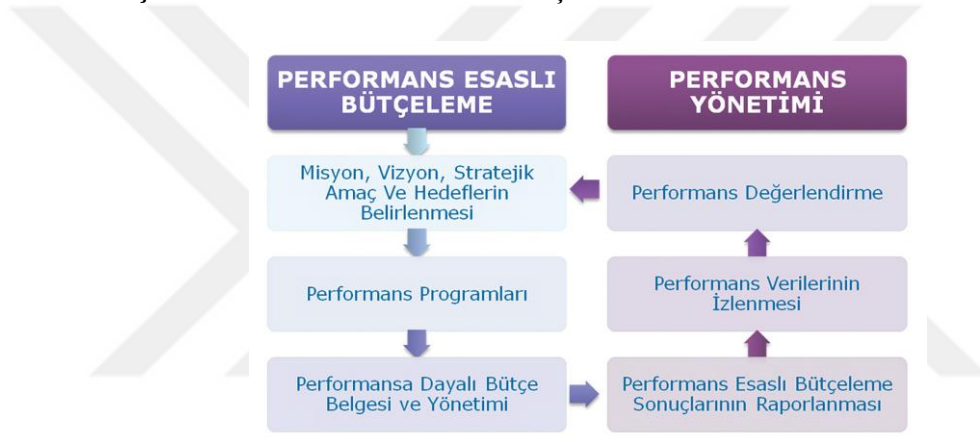 PERFORMANS ESASLI
BÜTÇELEME
Misyon, Vizyon, Stratejik
Amaç Ve Hedeflerin
Belirlenmesi
Performans Programları
Performansa Dayalı Bütçe
Belgesi ve Yönetimi
PERFORMANS
YÖNETİMİ
Performans Değerlendirme
Performans Verilerinin
İzlenmesi
Performans Esaslı Bütçeleme
Sonuçlarının Raporlanması